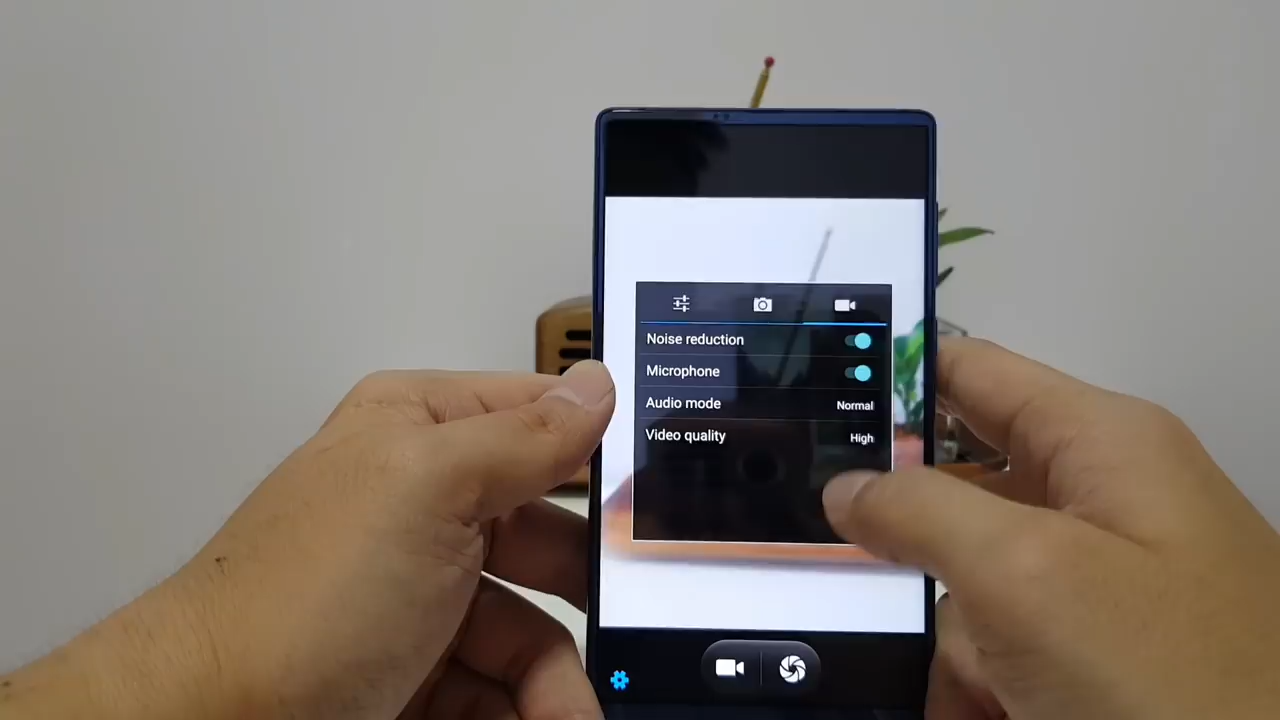 Noise reduction
Microphone
Audio mode Normal
Video quality High